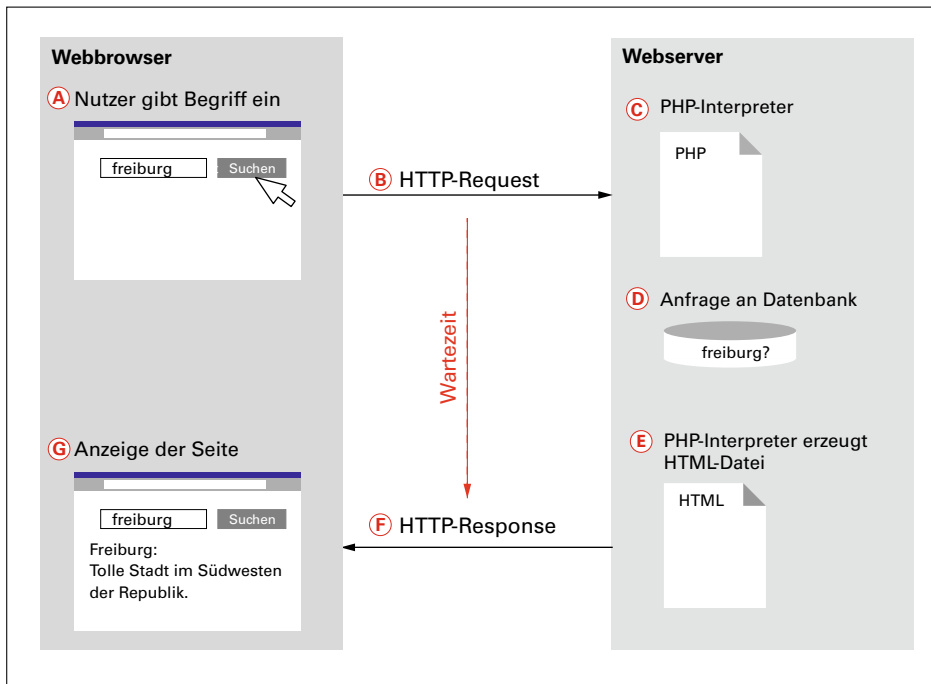 Webbrowser
A Nutzer gibt Begriff ein
freiburg Suchen
B HTTP-Request
Wartezeit
Webserver
C PHP-Interpreter
PHP
D Anfrage an Datenbank
freiburg?
E PHP-Interpreter erzeugt
HTML-Datei
HTML
F HTTP-Response
G Anzeige der Seite
freiburg Suchen
Freiburg:
Tolle Stadt im Südwesten
der Republik.